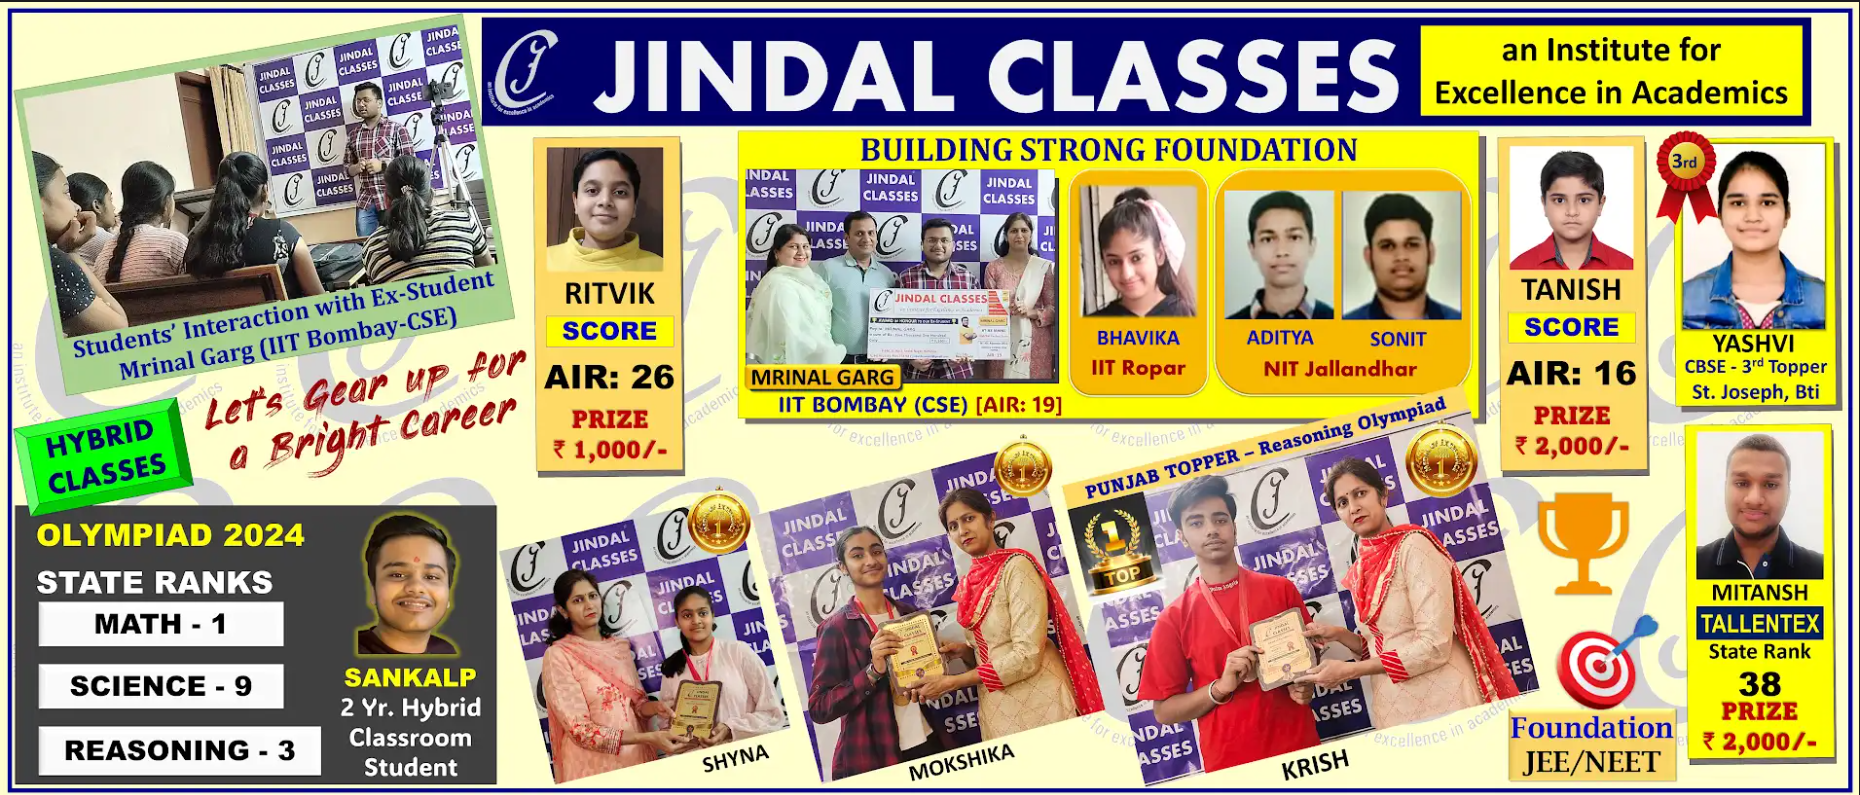 JINDAL CLASSES
an Institute for
Excellence in Academics
Students' Interaction with Ex-Student
Mrinal Garg (IIT Bombay-CSE)
Let's Gear up for
a Bright Career
HYBRID
CLASSES
RITVIK
SCORE
AIR: 26
PRIZE
₹ 1,000/-
BUILDING STRONG FOUNDATION
JINDAL CLASSES
MRINAL GARG
IIT BOMBAY (CSE) [AIR: 19]
BHAVIKA
IIT Ropar
ADITYA
SONIT
NIT Jallandhar
TANISH
SCORE
AIR: 16
PRIZE
₹ 2,000/-
3rd
YASHVI
CBSE - 3rd Topper
St. Joseph, Bti
OLYMPIAD 2024
STATE RANKS
MATH - 1
SCIENCE - 9
REASONING - 3
SANKALP
2 Yr. Hybrid
Classroom
Student
SHYNA
MOKSHIKA
PUNJAB TOPPER – Reasoning Olympiad
1
TOP
KRISH
MITANSH
TALLENTEX
State Rank
38
PRIZE
₹ 2,000/-
Foundation
JEE/NEET